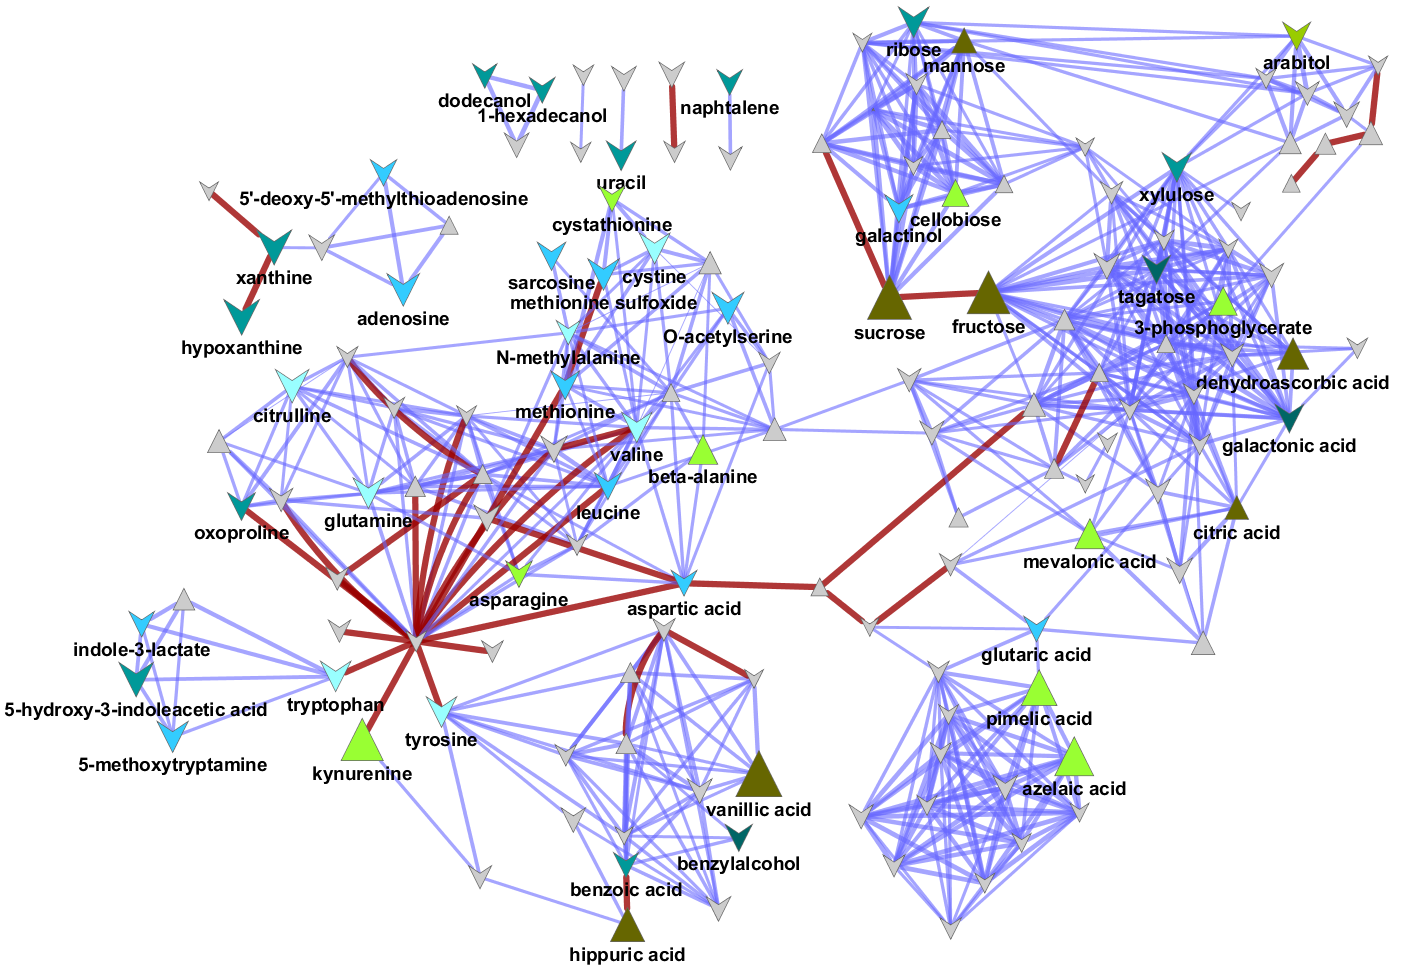 ribose
mannose
arabitol
dodecanol
1-hexadecanol
naphtalene
uracil
5'-deoxy-5'-methylthioadenosine
cystathionine
xylulose
cellobiose
galactinol
xanthine
sarcosine
cystine
methionine sulfoxide
tagatose
adenosine
hypoxanthine
O-acetylserine
sucrose
fructose
3-phosphoglycerate
N-methylalanine
dehydroascorbic acid
citrulline
methionine
valine
galactonic acid
beta-alanine
glutamine
leucine
oxoproline
citric acid
mevalonic acid
asparagine
aspartic acid
indole-3-lactate
glutaric acid
5-hydroxy-3-indoleacetic acid
tryptophan
pimelic acid
tyrosine
5-methoxytryptamine
kynurenine
azelaic acid
vanillic acid
benzylalcohol
benzoic acid
hippuric acid